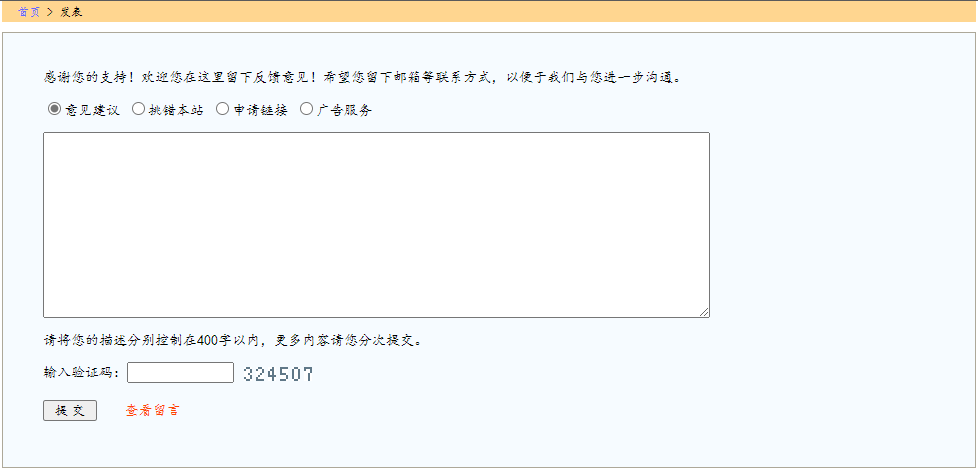 首页 > 发表
感谢您的支持！欢迎您在这里留下反馈意见！希望您留下邮箱等联系方式，以便于我们与您进一步沟通。
意见建议 挑错本站 申请链接 广告服务
请将您的描述分别控制在400字以内，更多内容请您分次提交。
输入验证码： 324507
提 交 查看留言